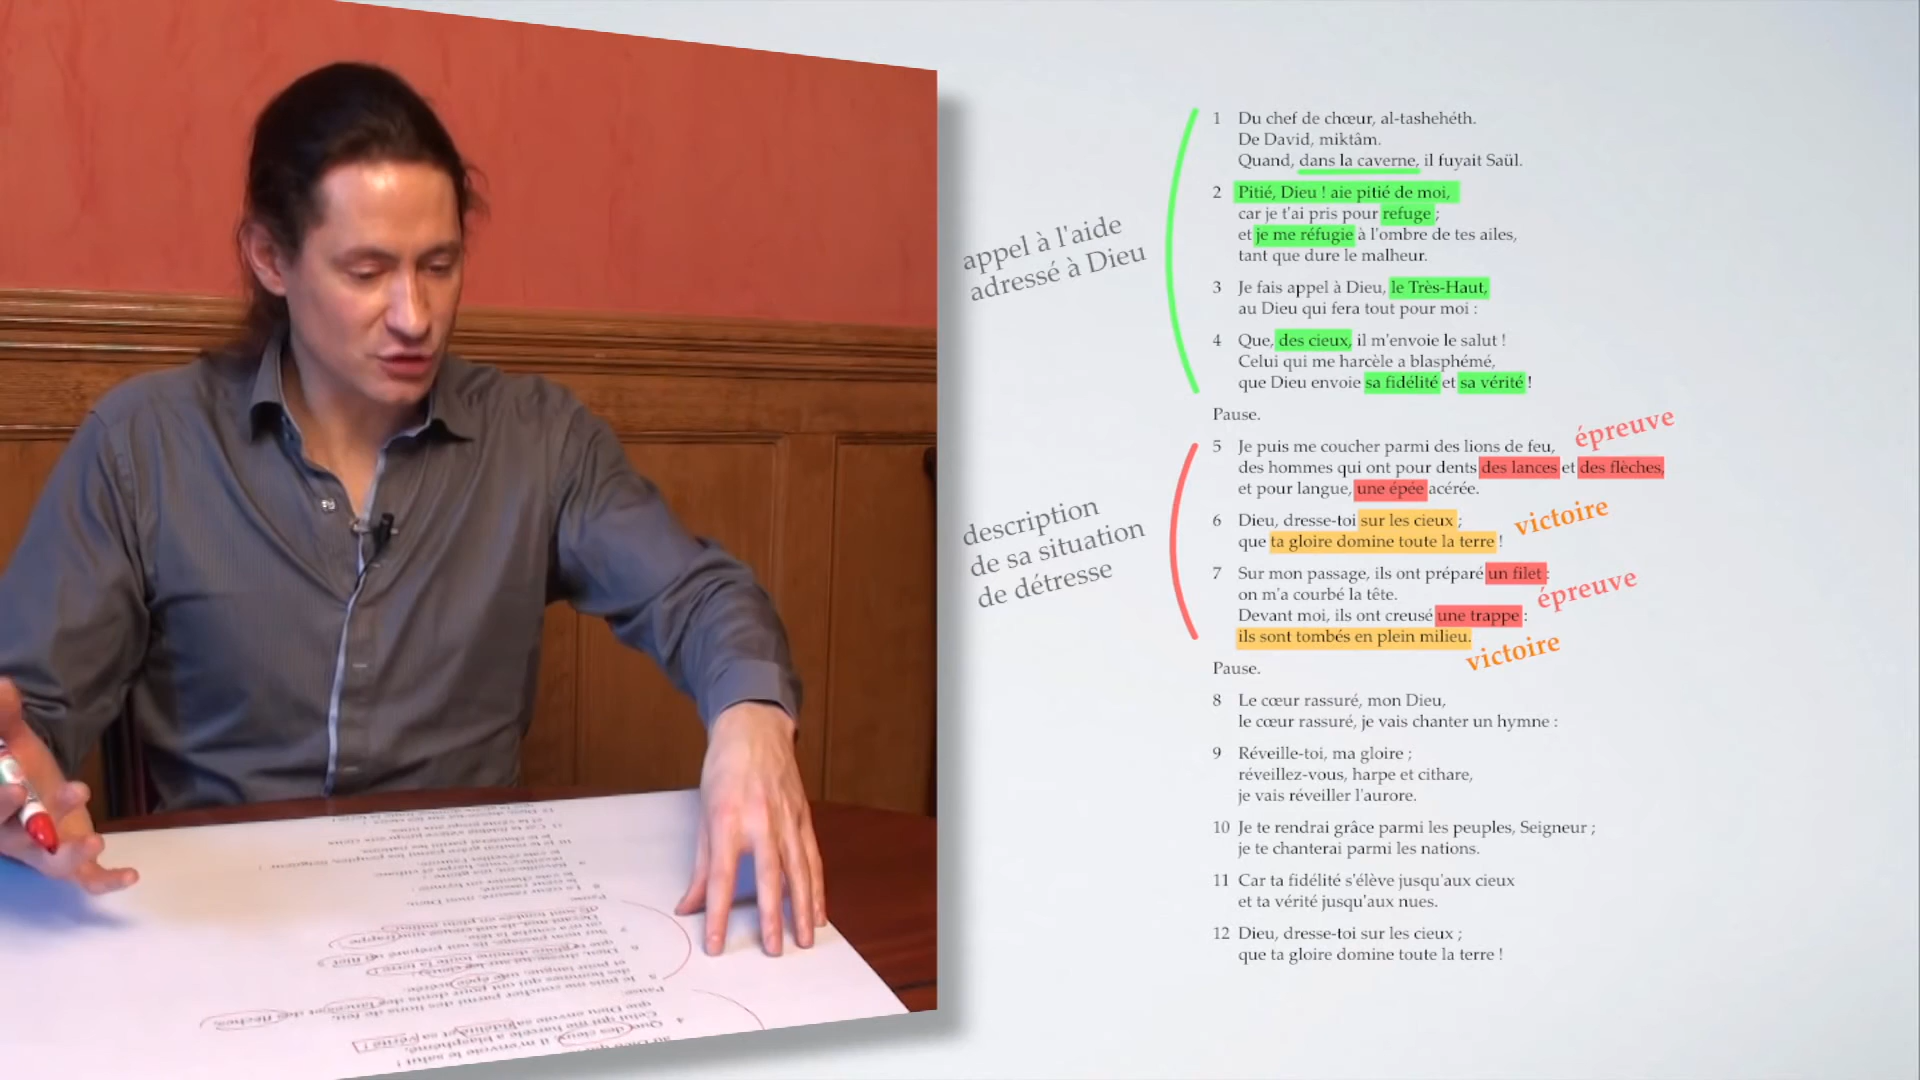 appel à l'aide
adressé à Dieu
1 Du chef de chœur, al-tashehéth.
De David, miktâm.
Quand, dans la caverne, il fuyait Saül.
2 Pitié, Dieu ! aie pitié de moi,
car je t'ai pris pour refuge ;
et je me réfugie à l'ombre de tes ailes,
tant que dure le malheur.
3 Je fais appel à Dieu, le Très-Haut,
au Dieu qui fera tout pour moi :
4 Que, des cieux, il m'envoie le salut !
Celui qui me harcèle a blasphémé,
que Dieu envoie sa fidélité et sa vérité !
Pause.
description
de sa situation
de détresse
5 Je puis me coucher parmi des lions de feu,
épreuve
des hommes qui ont pour dents des lances et des flèches,
et pour langue, une épée acérée.
6 Dieu, dresse-toi sur les cieux ;
victoire
que ta gloire domine toute la terre !
7 Sur mon passage, ils ont préparé un filet :
épreuve
on m'a courbé la tête.
Devant moi, ils ont creusé une trappe :
ils sont tombés en plein milieu.
victoire
Pause.
8 Le cœur rassuré, mon Dieu,
le cœur rassuré, je vais chanter un hymne :
9 Réveille-toi, ma gloire ;
réveillez-vous, harpe et cithare,
je vais réveiller l'aurore.
10 Je te rendrai grâce parmi les peuples, Seigneur ;
je te chanterai parmi les nations.
11 Car ta fidélité s'élève jusqu'aux cieux
et ta vérité jusqu'aux nues.
12 Dieu, dresse-toi sur les cieux ;
que ta gloire domine toute la terre !